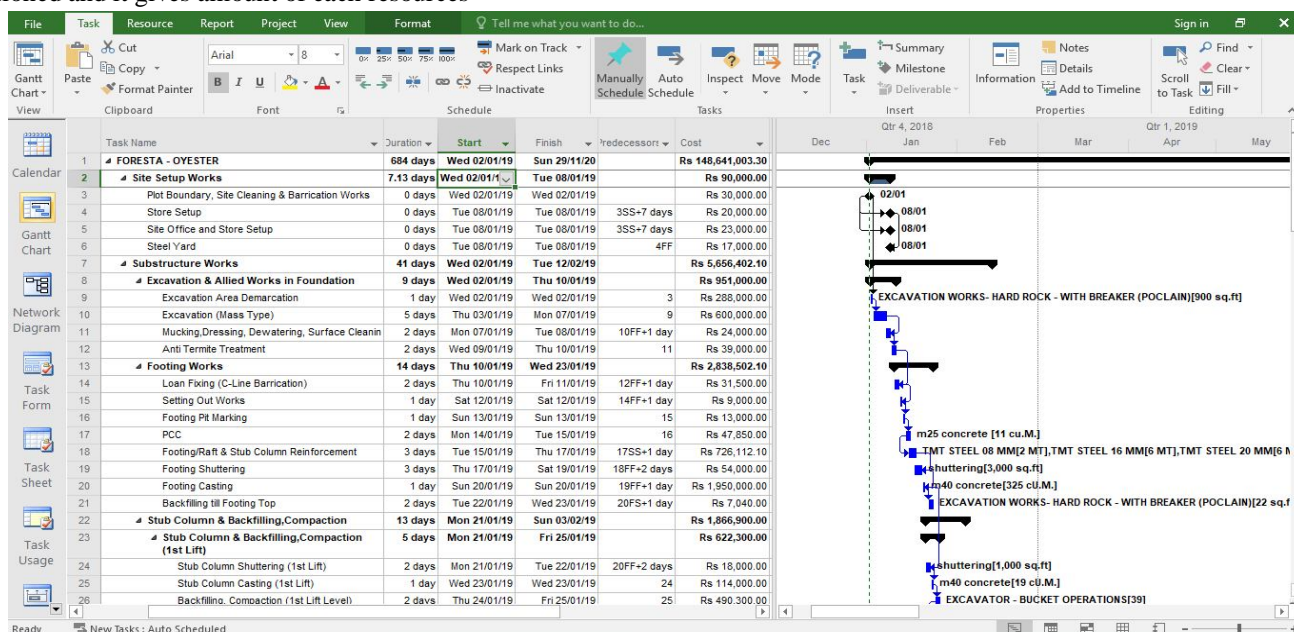 ioned and it gives amount of each resources
File Task Resource Report Project View Format Tell me what you want to do... Sign in
Cut
Copy
Format Painter
Paste
Gantt Chart
Arial 8
B I U A
0% 25% 50% 75% 100%
Mark on Track
Respect Links
Inactivate
Manually Schedule
Auto Schedule
Inspect Move Mode
Task
Summary
Milestone
Deliverable
Information
Notes
Details
Add to Timeline
Scroll to Task
Find
Clear
Fill
View Clipboard Font Schedule Tasks Insert Properties Editing
Calendar
Gantt Chart
Network Diagram
Task Form
Task Sheet
Task Usage
Task Name Duration Start Finish Predecessors Cost
Qtr 4, 2018 Qtr 1, 2019
Dec Jan Feb Mar Apr May
1 FORESTA - OYESTER 684 days Wed 02/01/19 Sun 29/11/20 Rs 148,641,003.30
2 Site Setup Works 7.13 days Wed 02/01/1 Tue 08/01/19 Rs 90,000.00
3 Plot Boundary, Site Cleaning & Barrication Works 0 days Wed 02/01/19 Wed 02/01/19 Rs 30,000.00 02/01
4 Store Setup 0 days Tue 08/01/19 Tue 08/01/19 3SS+7 days Rs 20,000.00 08/01
5 Site Office and Store Setup 0 days Tue 08/01/19 Tue 08/01/19 3SS+7 days Rs 23,000.00 08/01
6 Steel Yard 0 days Tue 08/01/19 Tue 08/01/19 4FF Rs 17,000.00 08/01
7 Substructure Works 41 days Wed 02/01/19 Tue 12/02/19 Rs 5,656,402.10
8 Excavation & Allied Works in Foundation 9 days Wed 02/01/19 Thu 10/01/19 Rs 951,000.00
9 Excavation Area Demarcation 1 day Wed 02/01/19 Wed 02/01/19 3 Rs 288,000.00 EXCAVATION WORKS- HARD ROCK - WITH BREAKER (POCLAIN)[900 sq.ft]
10 Excavation (Mass Type) 5 days Thu 03/01/19 Mon 07/01/19 9 Rs 600,000.00
11 Mucking,Dressing, Dewatering, Surface Cleanin 2 days Mon 07/01/19 Tue 08/01/19 10FF+1 day Rs 24,000.00
12 Anti Termite Treatment 2 days Wed 09/01/19 Thu 10/01/19 11 Rs 39,000.00
13 Footing Works 14 days Thu 10/01/19 Wed 23/01/19 Rs 2,838,502.10
14 Loan Fixing (C-Line Barrication) 2 days Thu 10/01/19 Fri 11/01/19 12FF+1 day Rs 31,500.00
15 Setting Out Works 1 day Sat 12/01/19 Sat 12/01/19 14FF+1 day Rs 9,000.00
16 Footing Pit Marking 1 day Sun 13/01/19 Sun 13/01/19 15 Rs 13,000.00
17 PCC 2 days Mon 14/01/19 Tue 15/01/19 16 Rs 47,850.00 m25 concrete [11 cu.M.]
18 Footing/Raft & Stub Column Reinforcement 3 days Tue 15/01/19 Thu 17/01/19 17SS+1 day Rs 726,112.10 TMT STEEL 08 MM[2 MT],TMT STEEL 16 MM[6 MT],TMT STEEL 20 MM[6 M
19 Footing Shuttering 3 days Thu 17/01/19 Sat 19/01/19 18FF+2 days Rs 54,000.00 shuttering[3,000 sq.ft]
20 Footing Casting 1 day Sun 20/01/19 Sun 20/01/19 19FF+1 day Rs 1,950,000.00 m40 concrete[325 cU.M.]
21 Backfilling till Footing Top 2 days Tue 22/01/19 Wed 23/01/19 20FS+1 day Rs 7,040.00 EXCAVATION WORKS- HARD ROCK - WITH BREAKER (POCLAIN)[22 sq.f
22 Stub Column & Backfilling,Compaction 13 days Mon 21/01/19 Sun 03/02/19 Rs 1,866,900.00
23 Stub Column & Backfilling,Compaction (1st Lift) 5 days Mon 21/01/19 Fri 25/01/19 Rs 622,300.00
24 Stub Column Shuttering (1st Lift) 2 days Mon 21/01/19 Tue 22/01/19 20FF+2 days Rs 18,000.00 shuttering[1,000 sq.ft]
25 Stub Column Casting (1st Lift) 1 day Wed 23/01/19 Wed 23/01/19 24 Rs 114,000.00 m40 concrete[19 cU.M.]
26 Backfilling, Compaction (1st Lift Level) 2 days Thu 24/01/19 Fri 25/01/19 25 Rs 490,300.00 EXCAVATOR - BUCKET OPERATIONS[39]
Ready New Tasks : Auto Scheduled